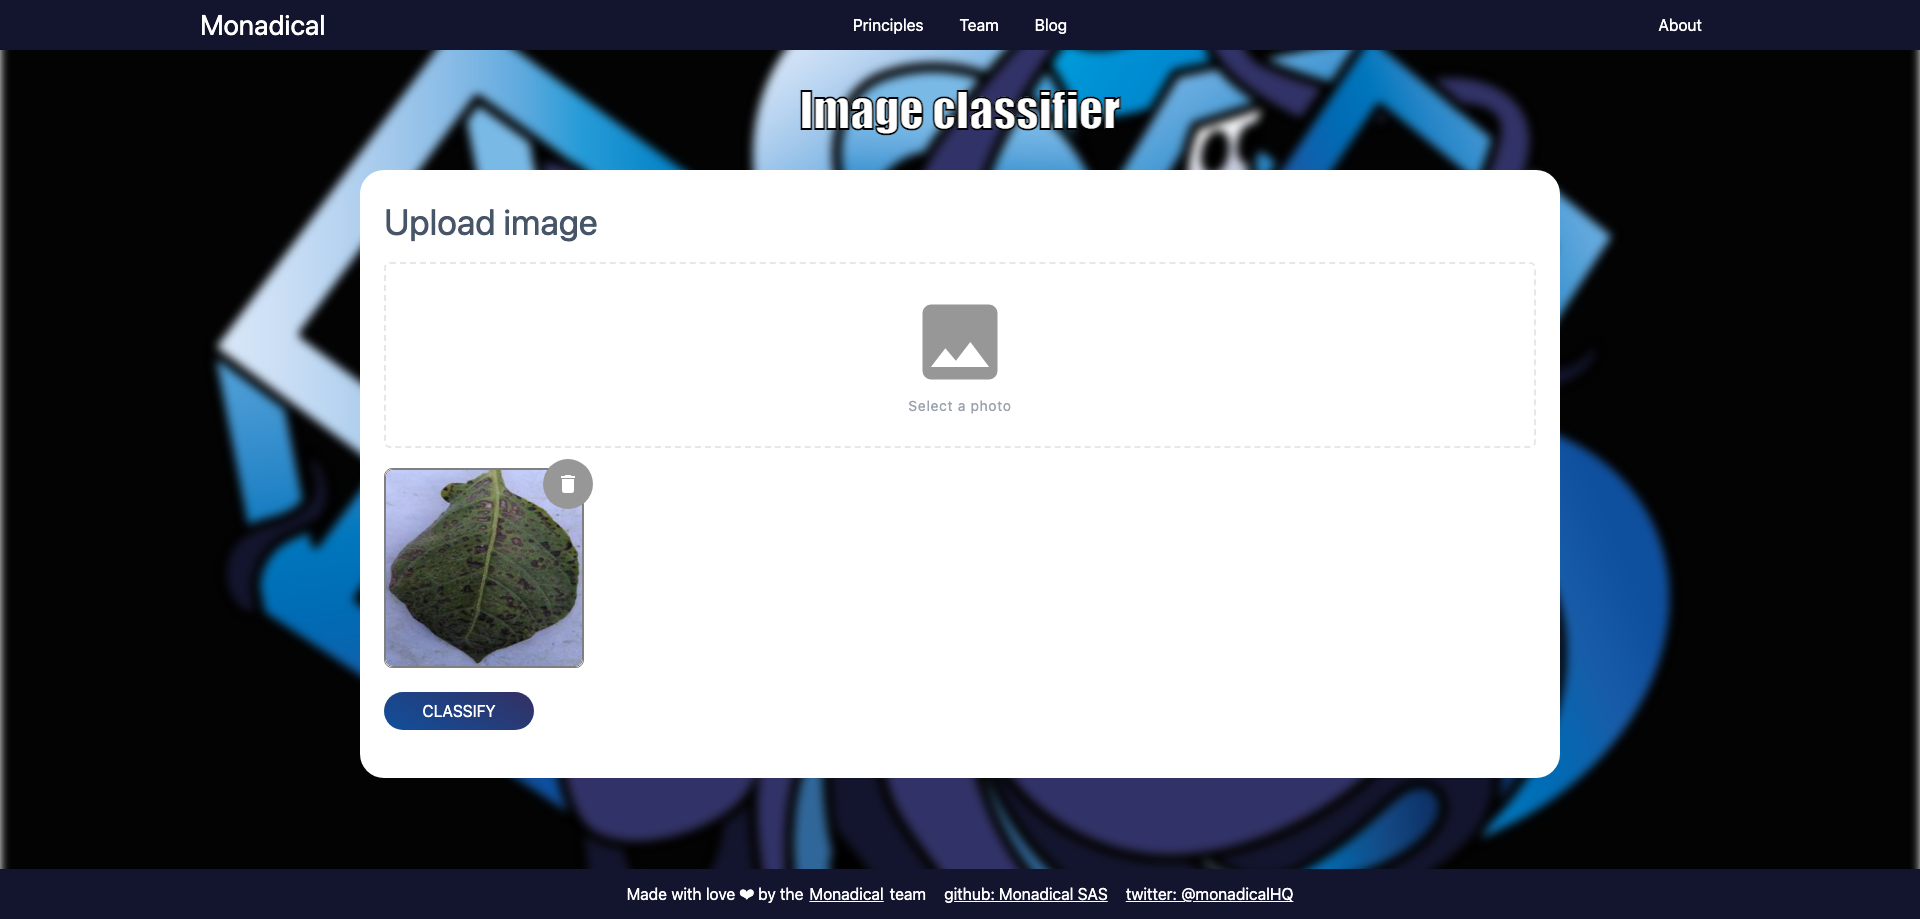 Monadical
Principles
Team
Blog
About
Image classifier
Upload image
Select a photo
CLASSIFY
Made with love ❤ by the Monadical team
github: Monadical SAS
twitter: @monadicalHQ